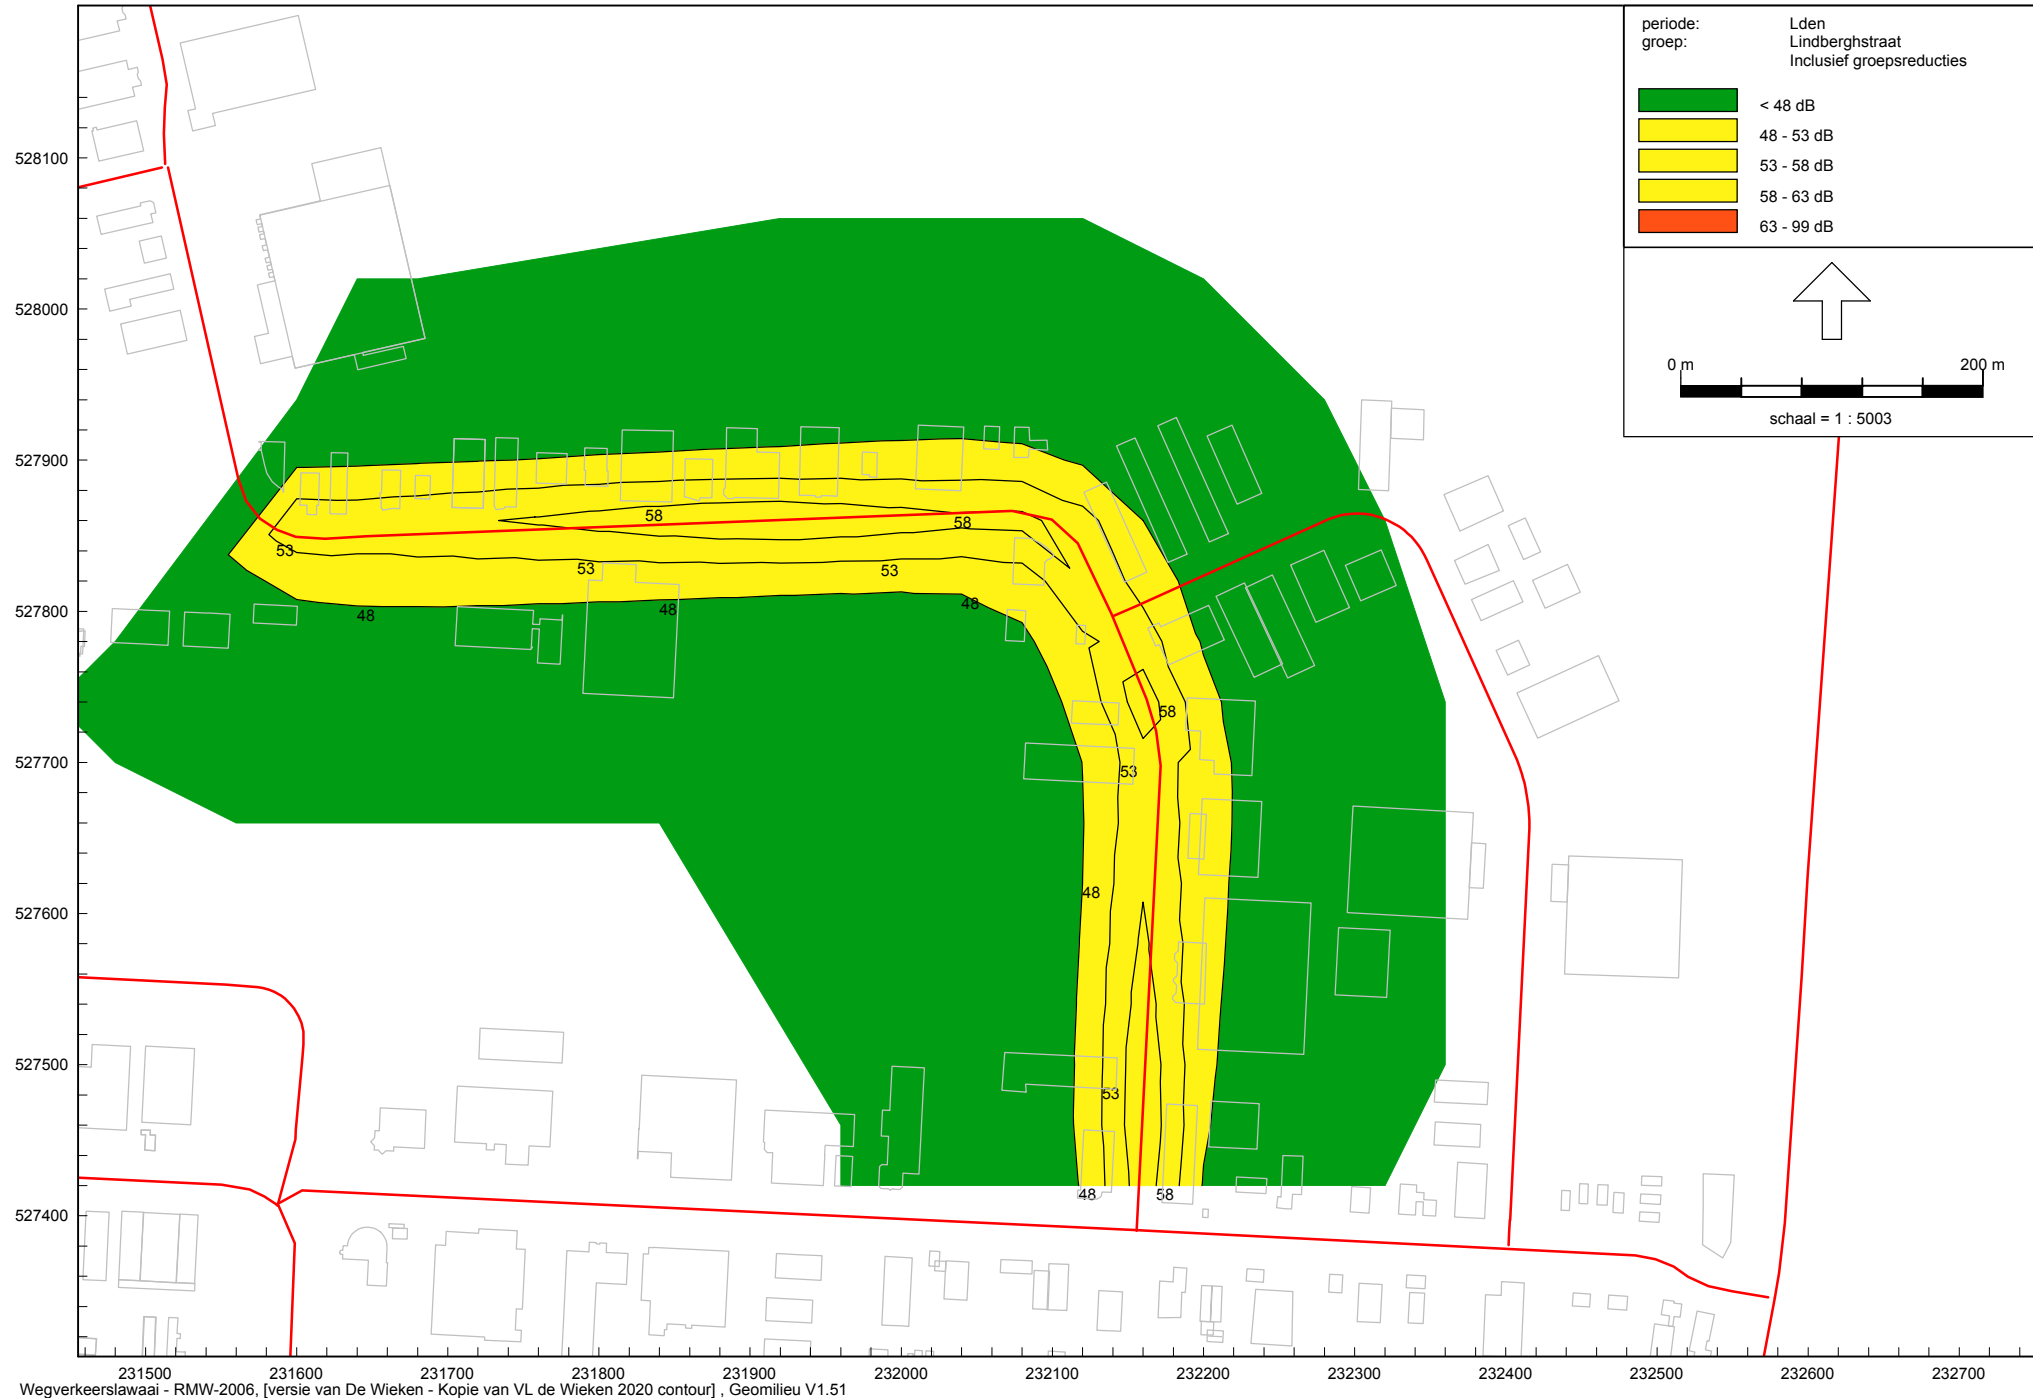 periode: Lden
groep: Lindberghstraat
Inclusief groepsreducties
< 48 dB
48 - 53 dB
53 - 58 dB
58 - 63 dB
63 - 99 dB
0 m 200 m
schaal = 1 : 5003
528100
528000
527900
58
58
53
53
53
527800
48
48
48
58
527700
53
48
527600
527500
53
48
58
527400
231500 231600 231700 231800 231900 232000 232100 232200 232300 232400 232500 232600 232700
Wegverkeerslawaai - RMW-2006, [versie van De Wieken - Kopie van VL de Wieken 2020 contour] , Geomilieu V1.51